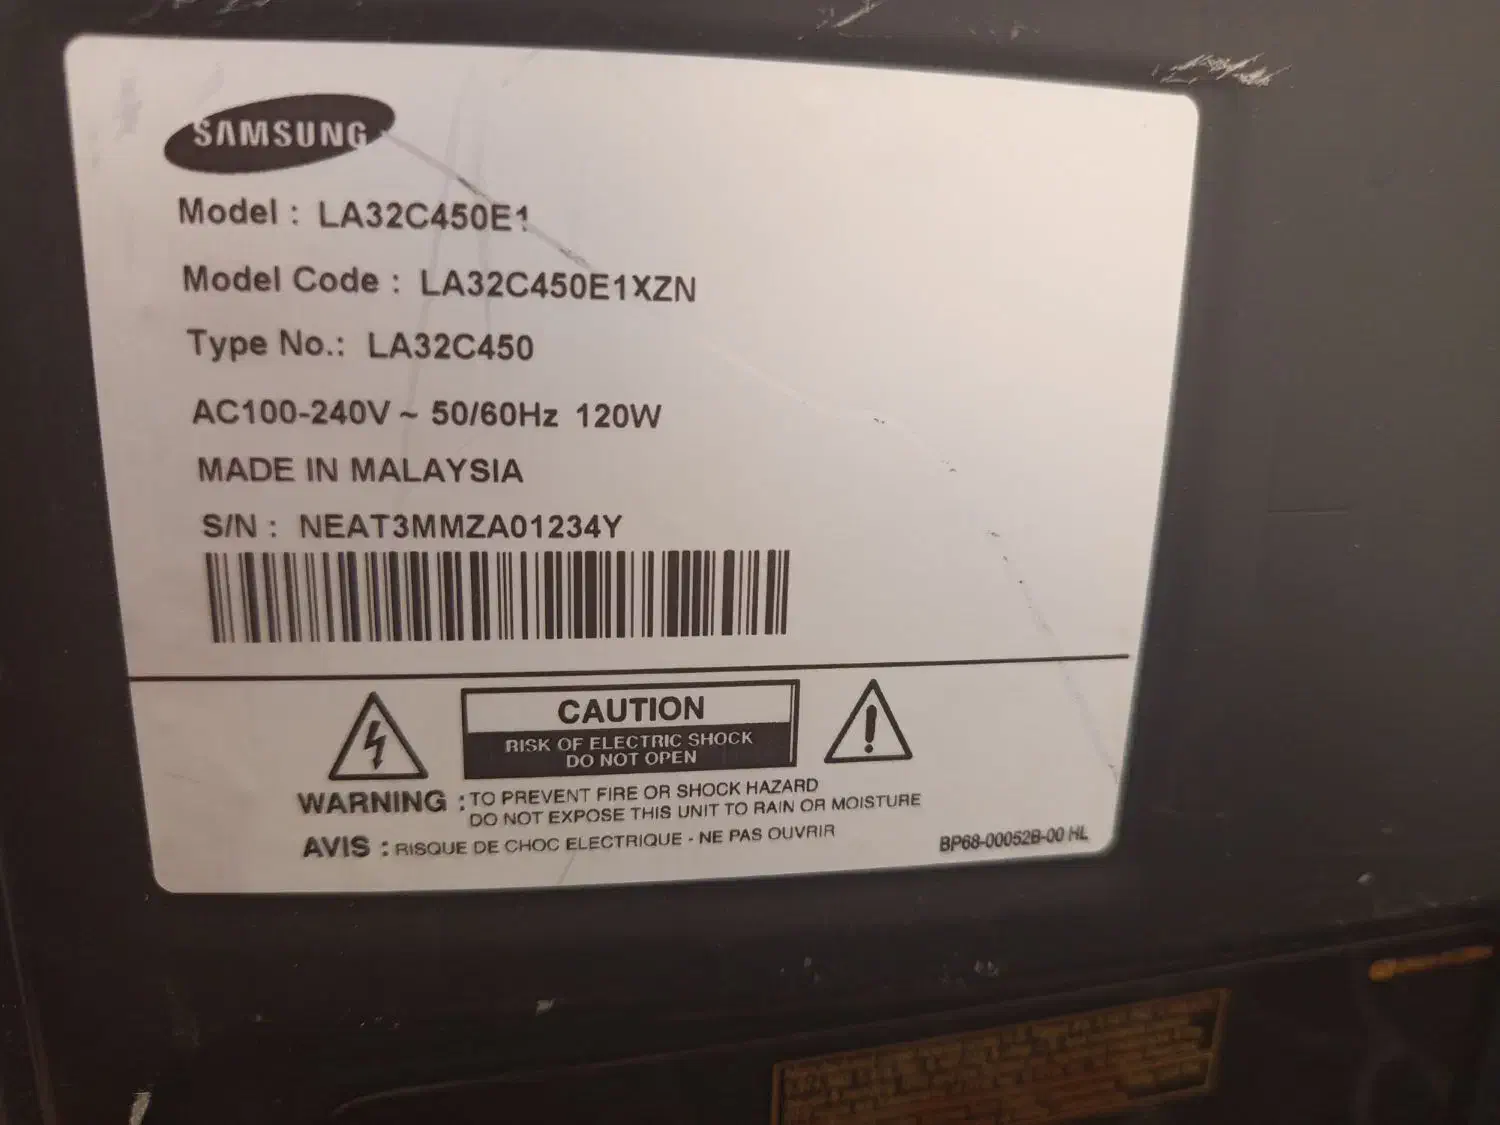 SAMSUNG
Model : LA32C450E1
Model Code : LA32C450E1XZN
Type No.: LA32C450
AC100-240V ~ 50/60Hz 120W
MADE IN MALAYSIA
S/N : NEAT3MMZA01234Y
CAUTION
RISK OF ELECTRIC SHOCK
DO NOT OPEN
WARNING : TO PREVENT FIRE OR SHOCK HAZARD
DO NOT EXPOSE THIS UNIT TO RAIN OR MOISTURE
AVIS : RISQUE DE CHOC ELECTRIQUE - NE PAS OUVRIR
BP68-00052B-00 HL